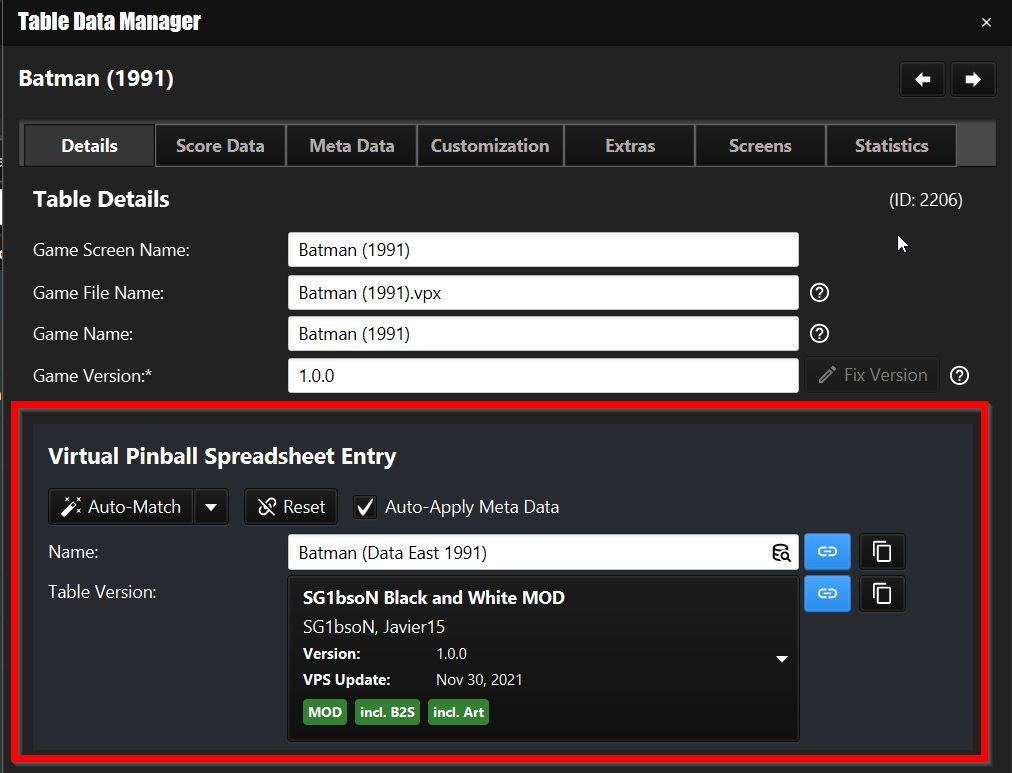 Table Data Manager
Batman (1991)
Details Score Data Meta Data Customization Extras Screens Statistics
Table Details (ID: 2206)
Game Screen Name: Batman (1991)
Game File Name: Batman (1991).vpx
Game Name: Batman (1991)
Game Version:* 1.0.0 Fix Version
Virtual Pinball Spreadsheet Entry
Auto-Match Reset Auto-Apply Meta Data
Name: Batman (Data East 1991)
Table Version: SG1bsoN Black and White MOD
SG1bsoN, Javier15
Version: 1.0.0
VPS Update: Nov 30, 2021
MOD incl. B2S incl. Art